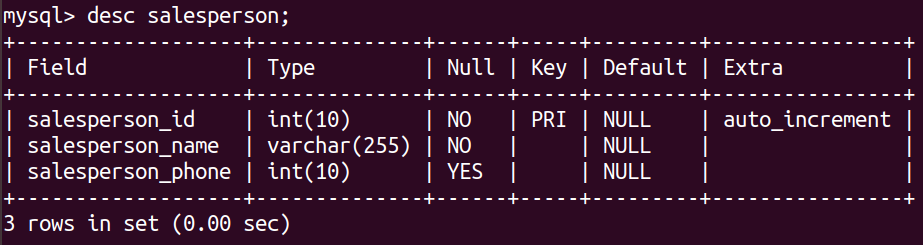 mysql> desc salesperson;
+-------------------+--------------+------+-----+---------+----------------+
| Field             | Type         | Null | Key | Default | Extra          |
+-------------------+--------------+------+-----+---------+----------------+
| salesperson_id    | int(10)      | NO   | PRI | NULL    | auto_increment |
| salesperson_name  | varchar(255) | NO   |     | NULL    |                |
| salesperson_phone | int(10)      | YES  |     | NULL    |                |
+-------------------+--------------+------+-----+---------+----------------+
3 rows in set (0.00 sec)